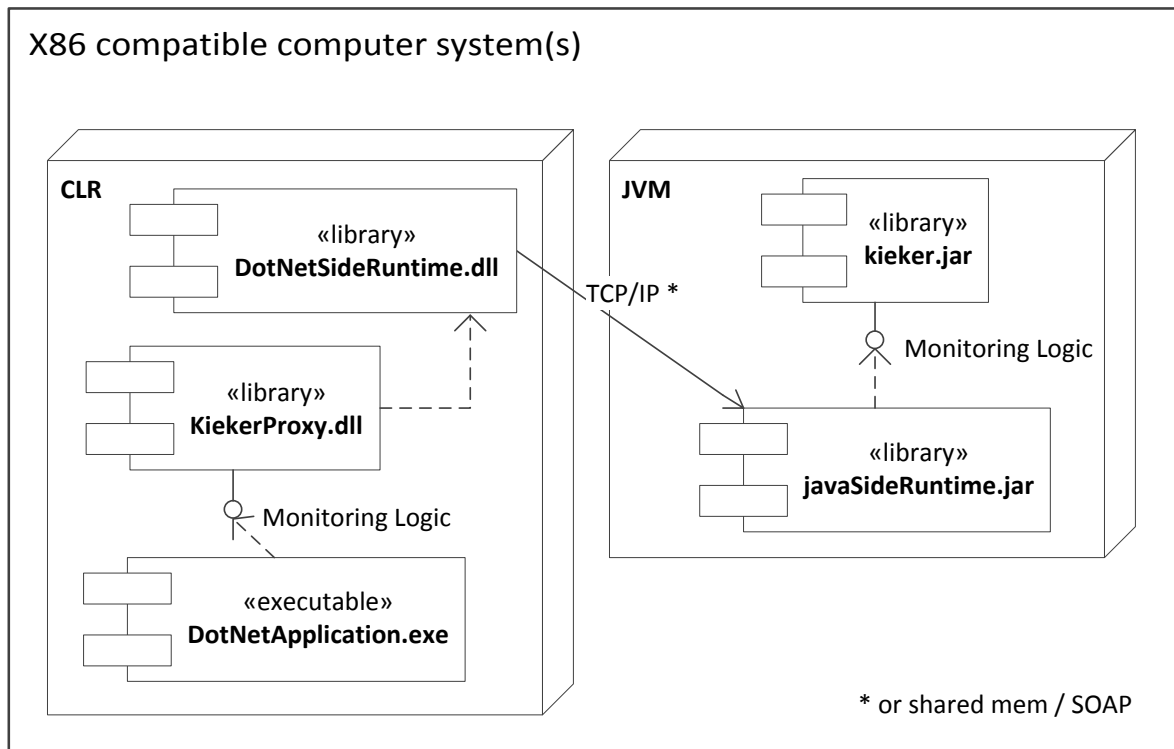 X86 compatible computer system(s)
CLR
«library»
DotNetSideRuntime.dll
«library»
KiekerProxy.dll
Monitoring Logic
«executable»
DotNetApplication.exe
TCP/IP *
JVM
«library»
kieker.jar
Monitoring Logic
«library»
javaSideRuntime.jar
* or shared mem / SOAP